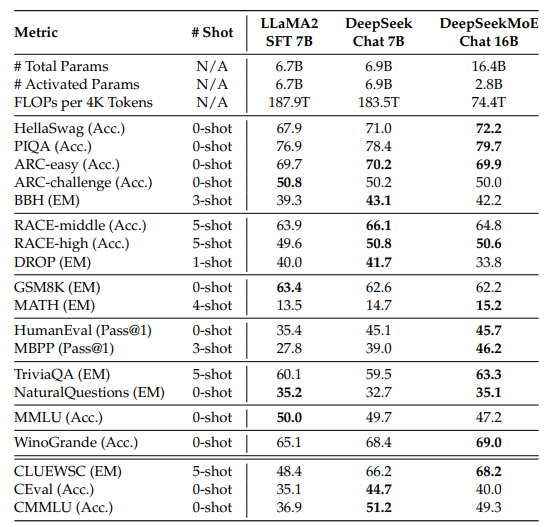 Metric # Shot LLaMA2 SFT 7B DeepSeek Chat 7B DeepSeekMoE Chat 16B
# Total Params N/A 6.7B 6.9B 16.4B
# Activated Params N/A 6.7B 6.9B 2.8B
FLOPs per 4K Tokens N/A 187.9T 183.5T 74.4T
HellaSwag (Acc.) 0-shot 67.9 71.0 72.2
PIQA (Acc.) 0-shot 76.9 78.4 79.7
ARC-easy (Acc.) 0-shot 69.7 70.2 69.9
ARC-challenge (Acc.) 0-shot 50.8 50.2 50.0
BBH (EM) 3-shot 39.3 43.1 42.2
RACE-middle (Acc.) 5-shot 63.9 66.1 64.8
RACE-high (Acc.) 5-shot 49.6 50.8 50.6
DROP (EM) 1-shot 40.0 41.7 33.8
GSM8K (EM) 0-shot 63.4 62.6 62.2
MATH (EM) 4-shot 13.5 14.7 15.2
HumanEval (Pass@1) 0-shot 35.4 45.1 45.7
MBPP (Pass@1) 3-shot 27.8 39.0 46.2
TriviaQA (EM) 5-shot 60.1 59.5 63.3
NaturalQuestions (EM) 0-shot 35.2 32.7 35.1
MMLU (Acc.) 0-shot 50.0 49.7 47.2
WinoGrande (Acc.) 0-shot 65.1 68.4 69.0
CLUEWSC (EM) 5-shot 48.4 66.2 68.2
CEval (Acc.) 0-shot 35.1 44.7 40.0
CMMLU (Acc.) 0-shot 36.9 51.2 49.3